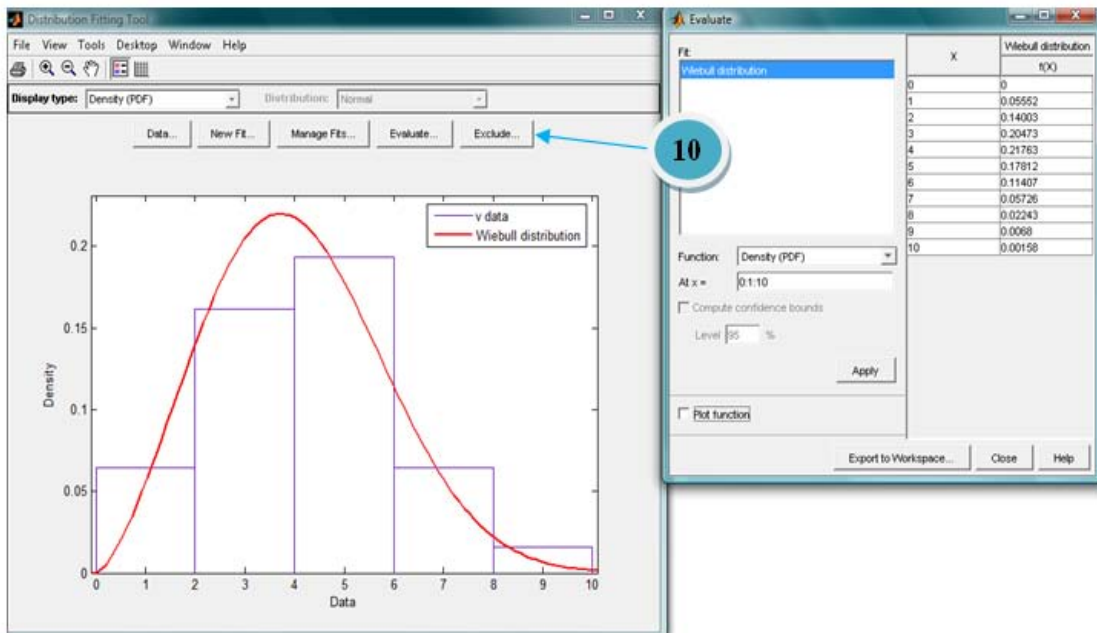 Distribution Fitting Tool
File View Tools Desktop Window Help
Display type: Density (PDF) Distribution: Normal
Data... New Fit... Manage Fits... Evaluate... Exclude...
10
v data
Wiebull distribution
0.2
0.15
0.1
0.05
0
Density
0 1 2 3 4 5 6 7 8 9 10
Data
Evaluate
Fit:
Wiebull distribution
Function: Density (PDF)
At x = 0:1:10
Compute confidence bounds
Level 95 %
Apply
Plot function
X Wiebull distribution
f(X)
0 0
1 0.05552
2 0.14003
3 0.20473
4 0.21763
5 0.17812
6 0.11407
7 0.05726
8 0.02243
9 0.0068
10 0.00158
Export to Workspace... Close Help